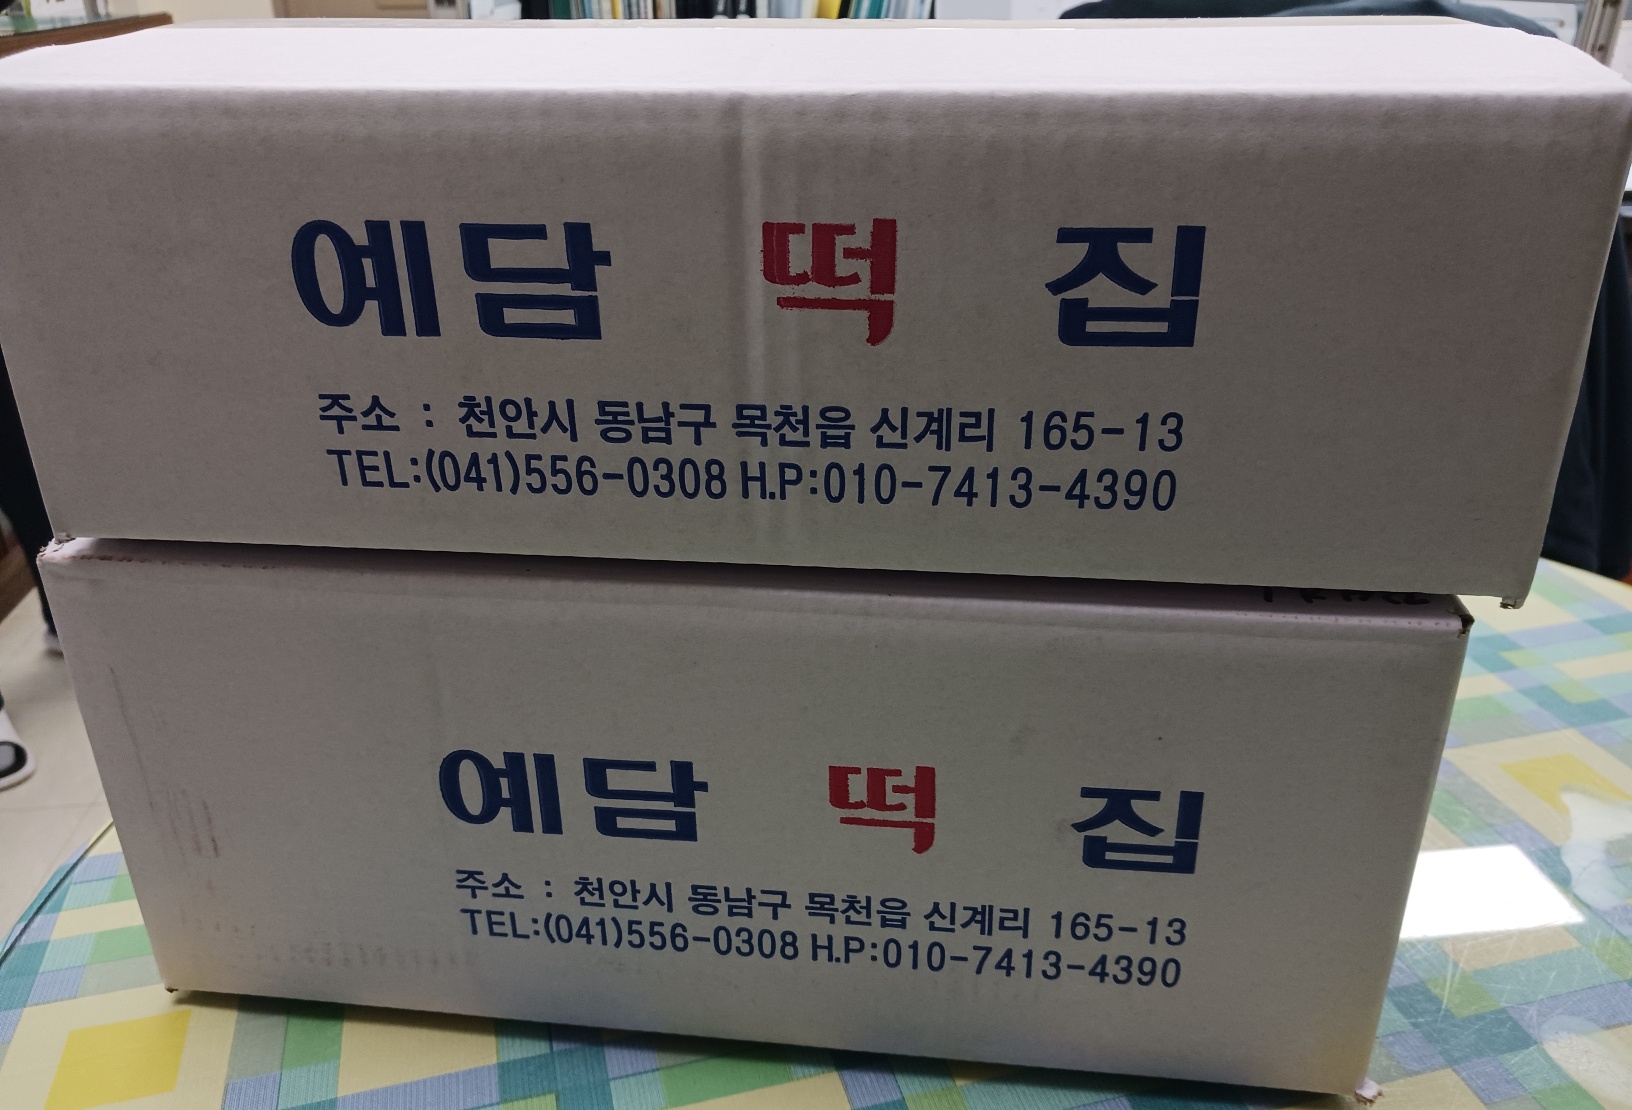 예담 떡 집
주소 : 천안시 동남구 목천읍 신계리 165-13
TEL:(041)556-0308 H.P:010-7413-4390
예담 떡 집
주소 : 천안시 동남구 목천읍 신계리 165-13
TEL:(041)556-0308 H.P:010-7413-4390